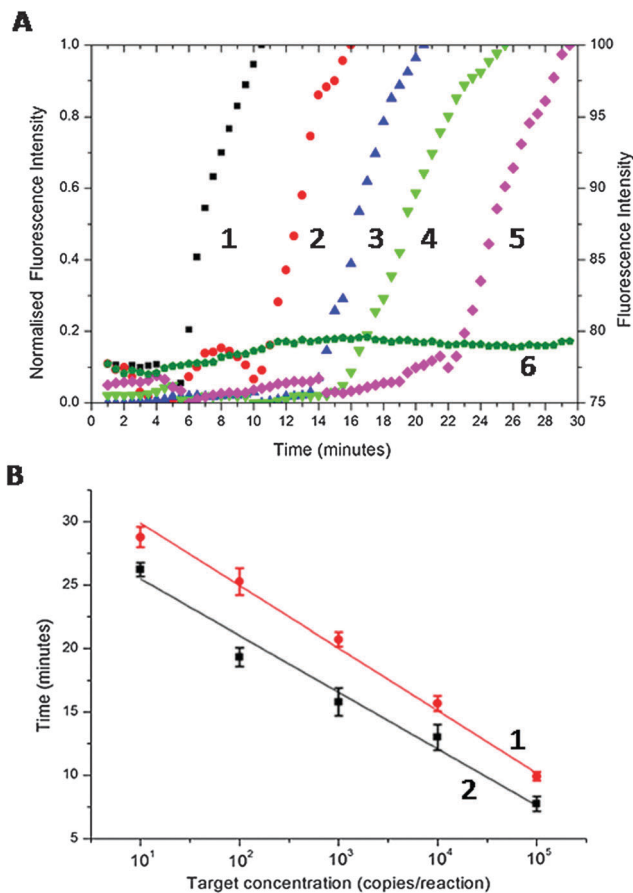 A
1.0 0.8 0.6 0.4 0.2 0.0
Normalised Fluorescence Intensity
100 95 90 85 80 75
Fluorescence Intensity
1 2 3 4 5 6
0 2 4 6 8 10 12 14 16 18 20 22 24 26 28 30
Time (minutes)
B
30 25 20 15 10 5
Time (minutes)
1
2
10¹ 10² 10³ 10⁴ 10⁵
Target concentration (copies/reaction)